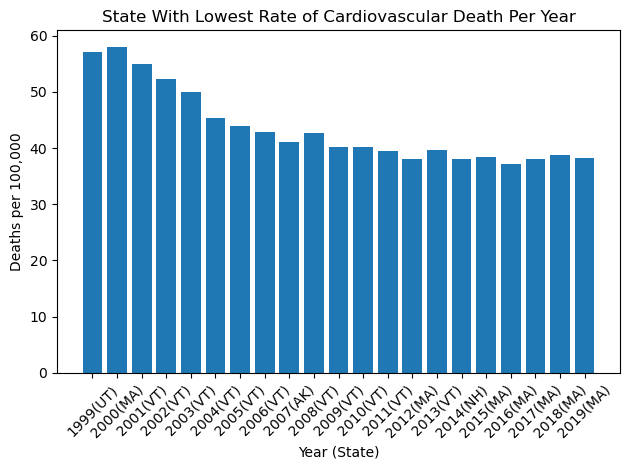 State With Lowest Rate of Cardiovascular Death Per Year
60
50
40
30
20
10
0
Deaths per 100,000
1999(UT)
2000(MA)
2001(VT)
2002(VT)
2003(VT)
2004(VT)
2005(VT)
2006(VT)
2007(AK)
2008(VT)
2009(VT)
2010(VT)
2011(VT)
2012(MA)
2013(VT)
2014(NH)
2015(MA)
2016(MA)
2017(MA)
2018(MA)
2019(MA)
Year (State)